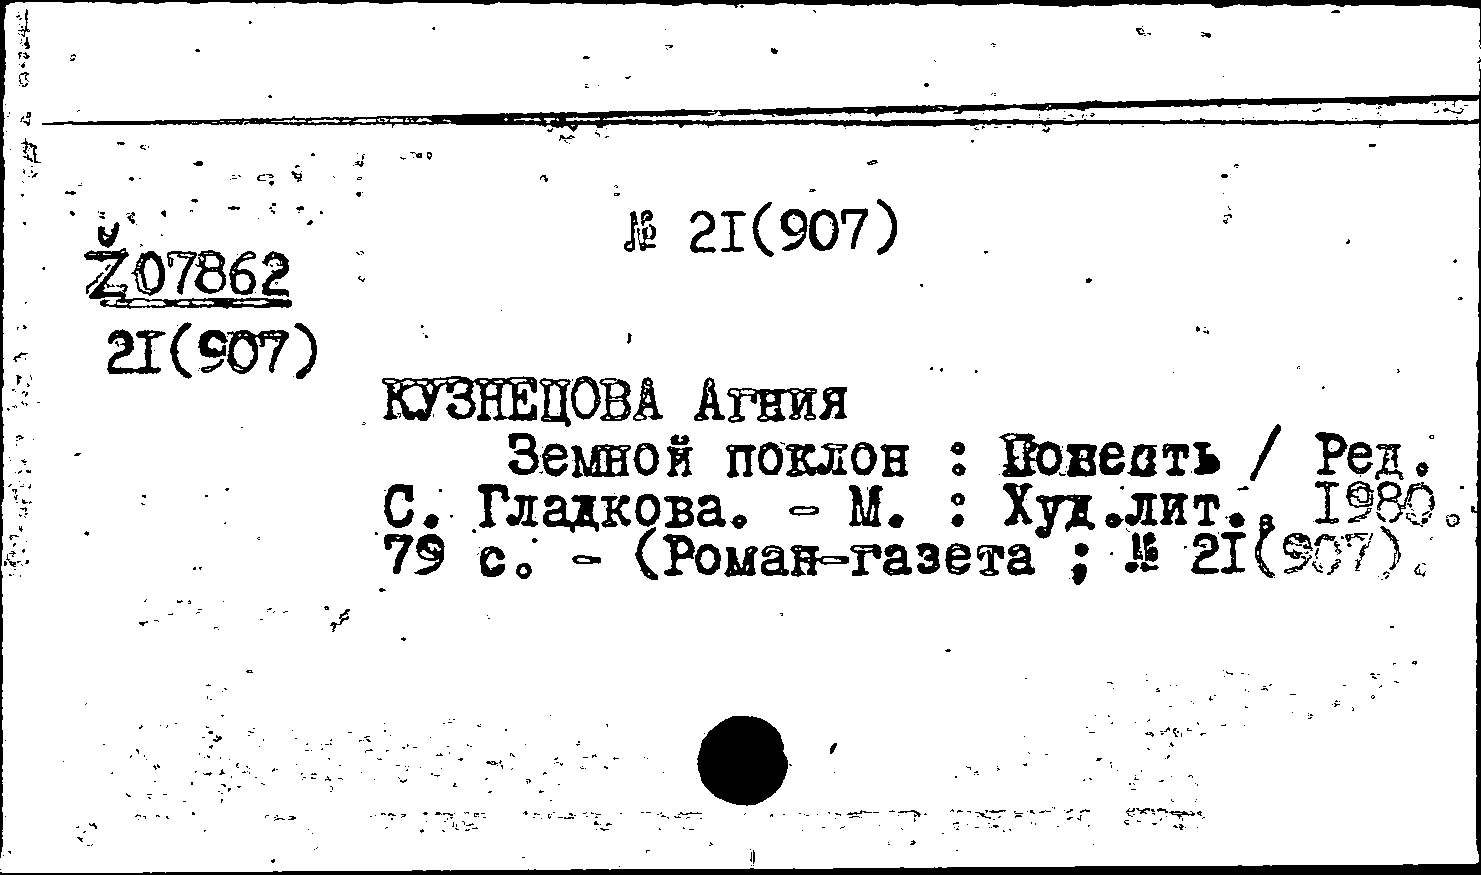 № 21(907)
Ž07862
21(907)
КУЗНЕЦОВА Агния
Земной поклон : Повесть / Ред.
С. Гладкова. - М. : Худ.лит., 1980.
79 с. - (Роман-газета ; № 21(907).